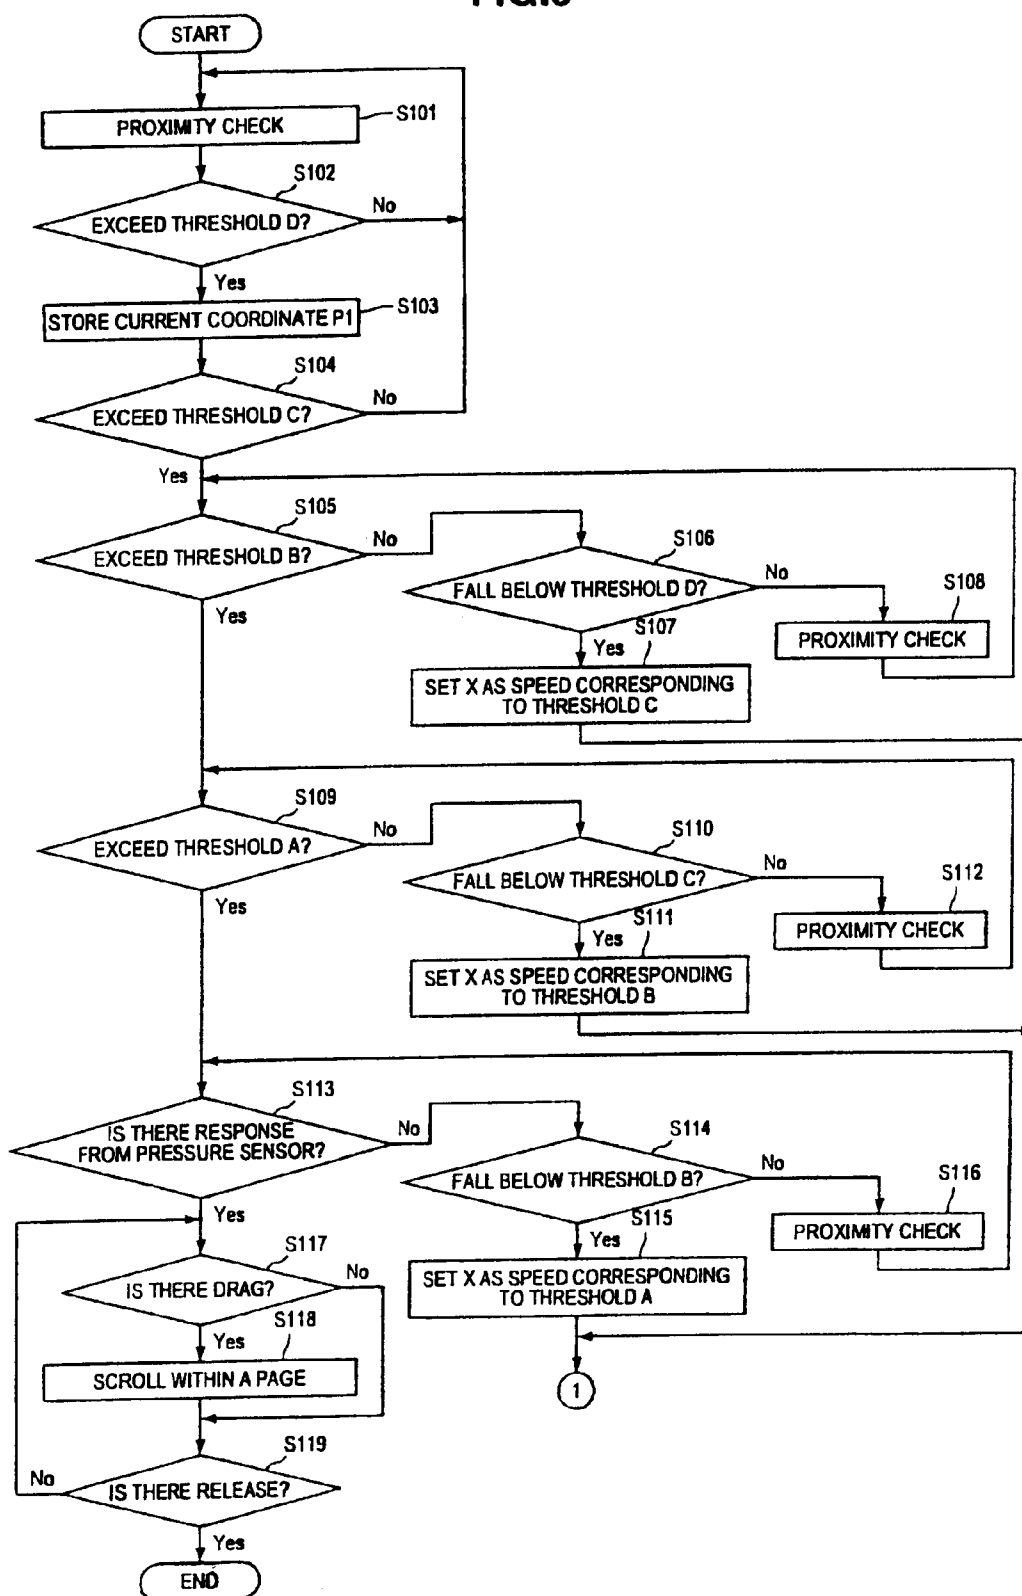 START
PROXIMITY CHECK
S101
S102
EXCEED THRESHOLD D?
No
Yes
STORE CURRENT COORDINATE P1
S103
S104
EXCEED THRESHOLD C?
No
Yes
S105
EXCEED THRESHOLD B?
No
Yes
S106
FALL BELOW THRESHOLD D?
No
Yes
S107
SET X AS SPEED CORRESPONDING
TO THRESHOLD C
S108
PROXIMITY CHECK
S109
EXCEED THRESHOLD A?
No
Yes
S110
FALL BELOW THRESHOLD C?
No
Yes
S111
SET X AS SPEED CORRESPONDING
TO THRESHOLD B
S112
PROXIMITY CHECK
S113
IS THERE RESPONSE
FROM PRESSURE SENSOR?
No
Yes
S114
FALL BELOW THRESHOLD B?
No
Yes
S115
SET X AS SPEED CORRESPONDING
TO THRESHOLD A
S116
PROXIMITY CHECK
1
S117
IS THERE DRAG?
No
Yes
S118
SCROLL WITHIN A PAGE
S119
IS THERE RELEASE?
No
Yes
END